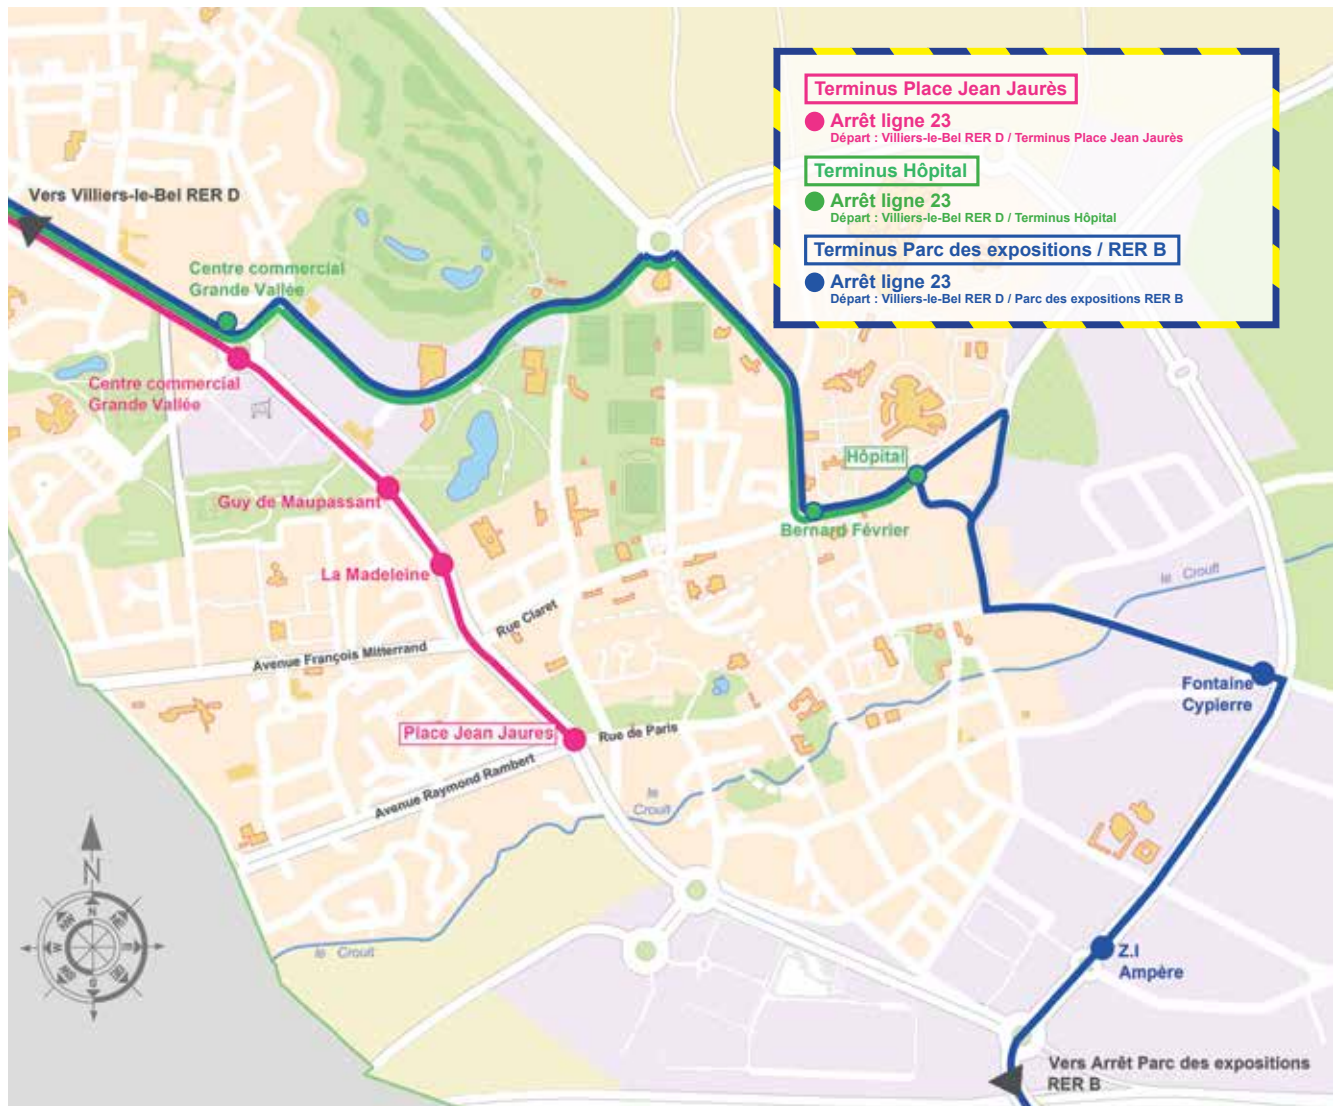 Terminus Place Jean Jaurès
Arrêt ligne 23
Départ : Villiers-le-Bel RER D / Terminus Place Jean Jaurès
Terminus Hôpital
Arrêt ligne 23
Départ : Villiers-le-Bel RER D / Terminus Hôpital
Terminus Parc des expositions / RER B
Arrêt ligne 23
Départ : Villiers-le-Bel RER D / Parc des expositions RER B
Vers Villiers-le-Bel RER D
Centre commercial
Grande Vallée
Centre commercial
Grande Vallée
Hôpital
Guy de Maupassant
Bernard Février
La Madeleine
le Croult
Rue Claret
Avenue François Mitterrand
Fontaine
Cypierre
Place Jean Jaures
Rue de Paris
Avenue Raymond Rambert
le
Croult
N
N
NE
E
S
W
le Croult
Z.I
Ampère
Vers Arrêt Parc des expositions
RER B